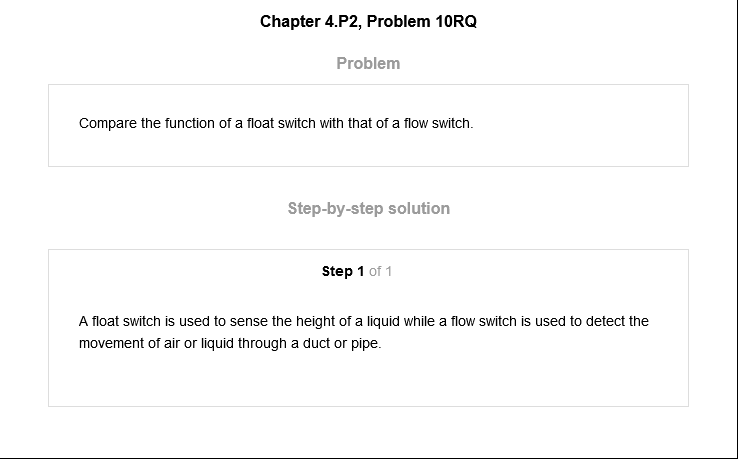 Chapter 4.P2, Problem 10RQ
Problem
Compare the function of a float switch with that of a flow switch.
Step-by-step solution
Step 1 of 1
A float switch is used to sense the height of a liquid while a flow switch is used to detect the
movement of air or liquid through a duct or pipe.